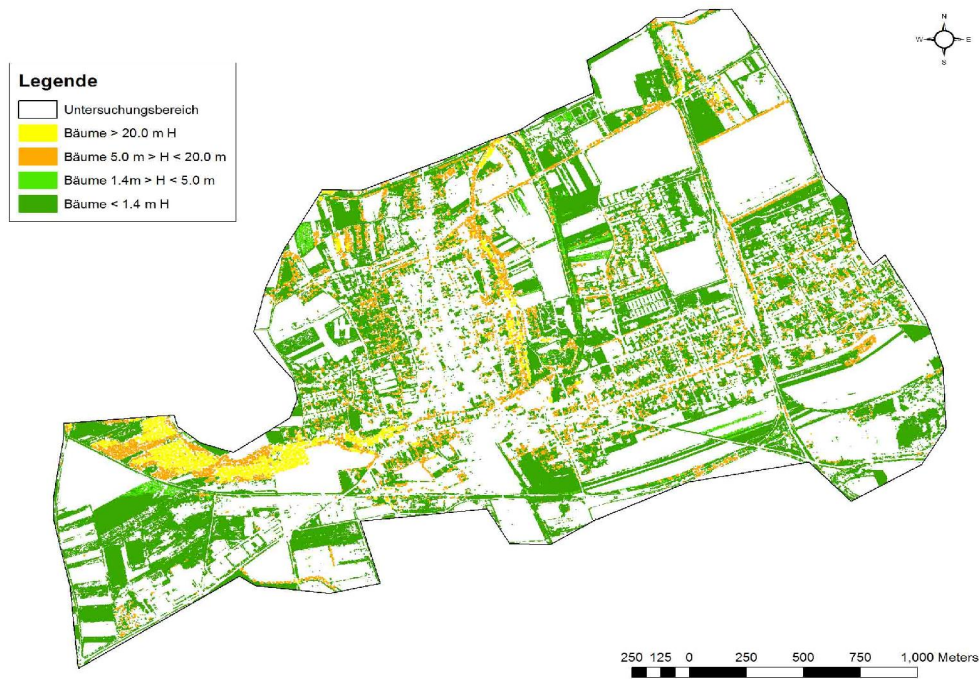 N
W E
S
Legende
Untersuchungsbereich
Bäume > 20.0 m H
Bäume 5.0 m > H < 20.0 m
Bäume 1.4m > H < 5.0 m
Bäume < 1.4 m H
250 125 0 250 500 750 1,000 Meters